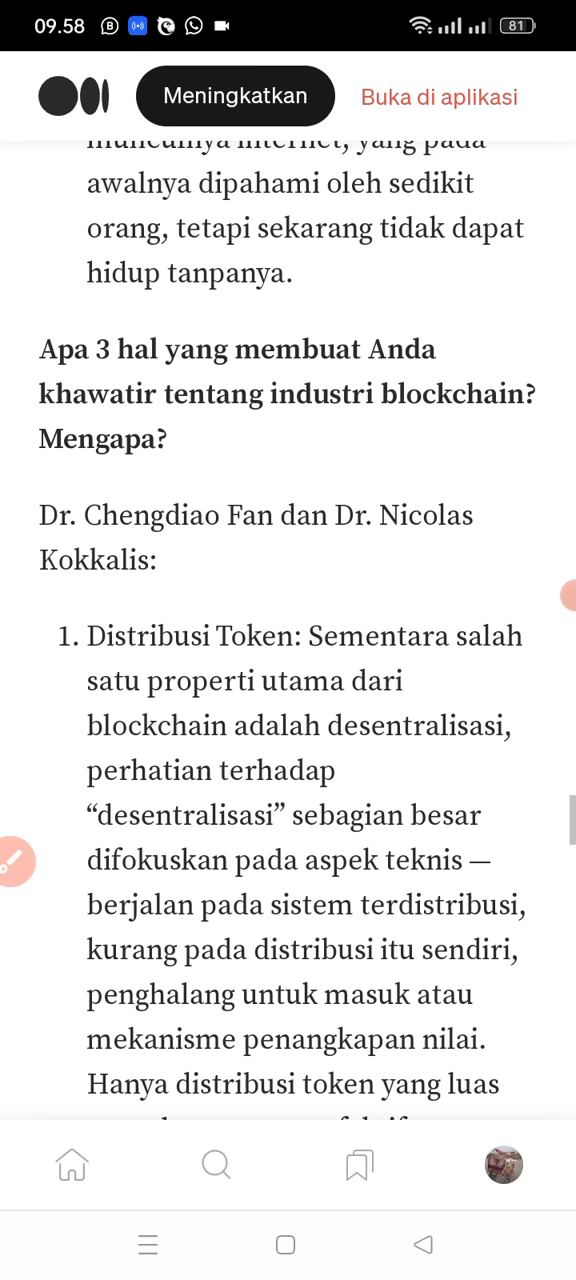 09.58
81
Meningkatkan
Buka di aplikasi
munculnya internet, yang pada
awalnya dipahami oleh sedikit
orang, tetapi sekarang tidak dapat
hidup tanpanya.
Apa 3 hal yang membuat Anda
khawatir tentang industri blockchain?
Mengapa?
Dr. Chengdiao Fan dan Dr. Nicolas
Kokkalis:
1. Distribusi Token: Sementara salah
satu properti utama dari
blockchain adalah desentralisasi,
perhatian terhadap
“desentralisasi” sebagian besar
difokuskan pada aspek teknis —
berjalan pada sistem terdistribusi,
kurang pada distribusi itu sendiri,
penghalang untuk masuk atau
mekanisme penangkapan nilai.
Hanya distribusi token yang luas